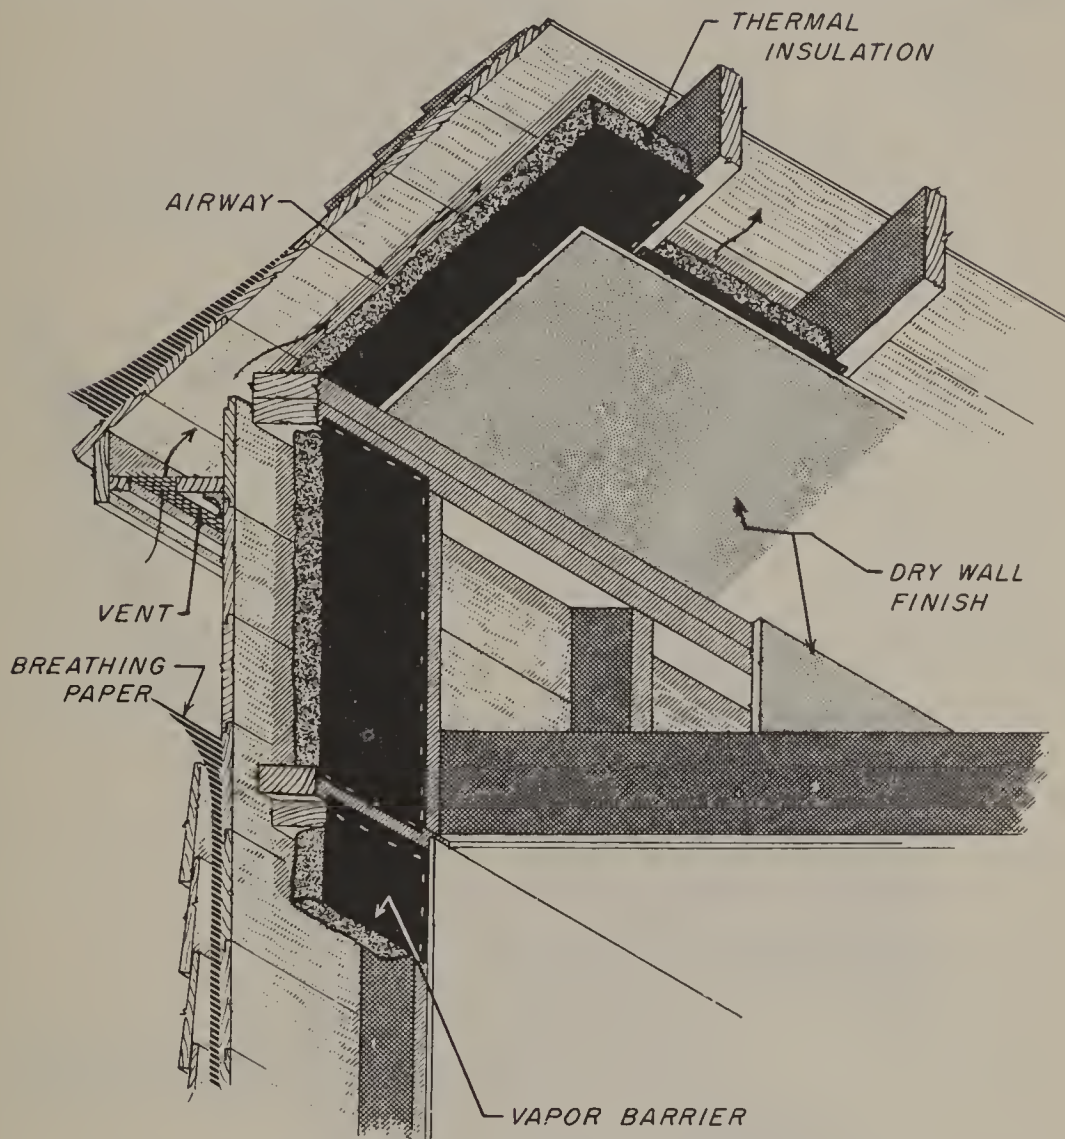 THERMAL
INSULATION
AIRWAY
DRY WALL
FINISH
VENT
BREATHING
PAPER
VAPOR BARRIER